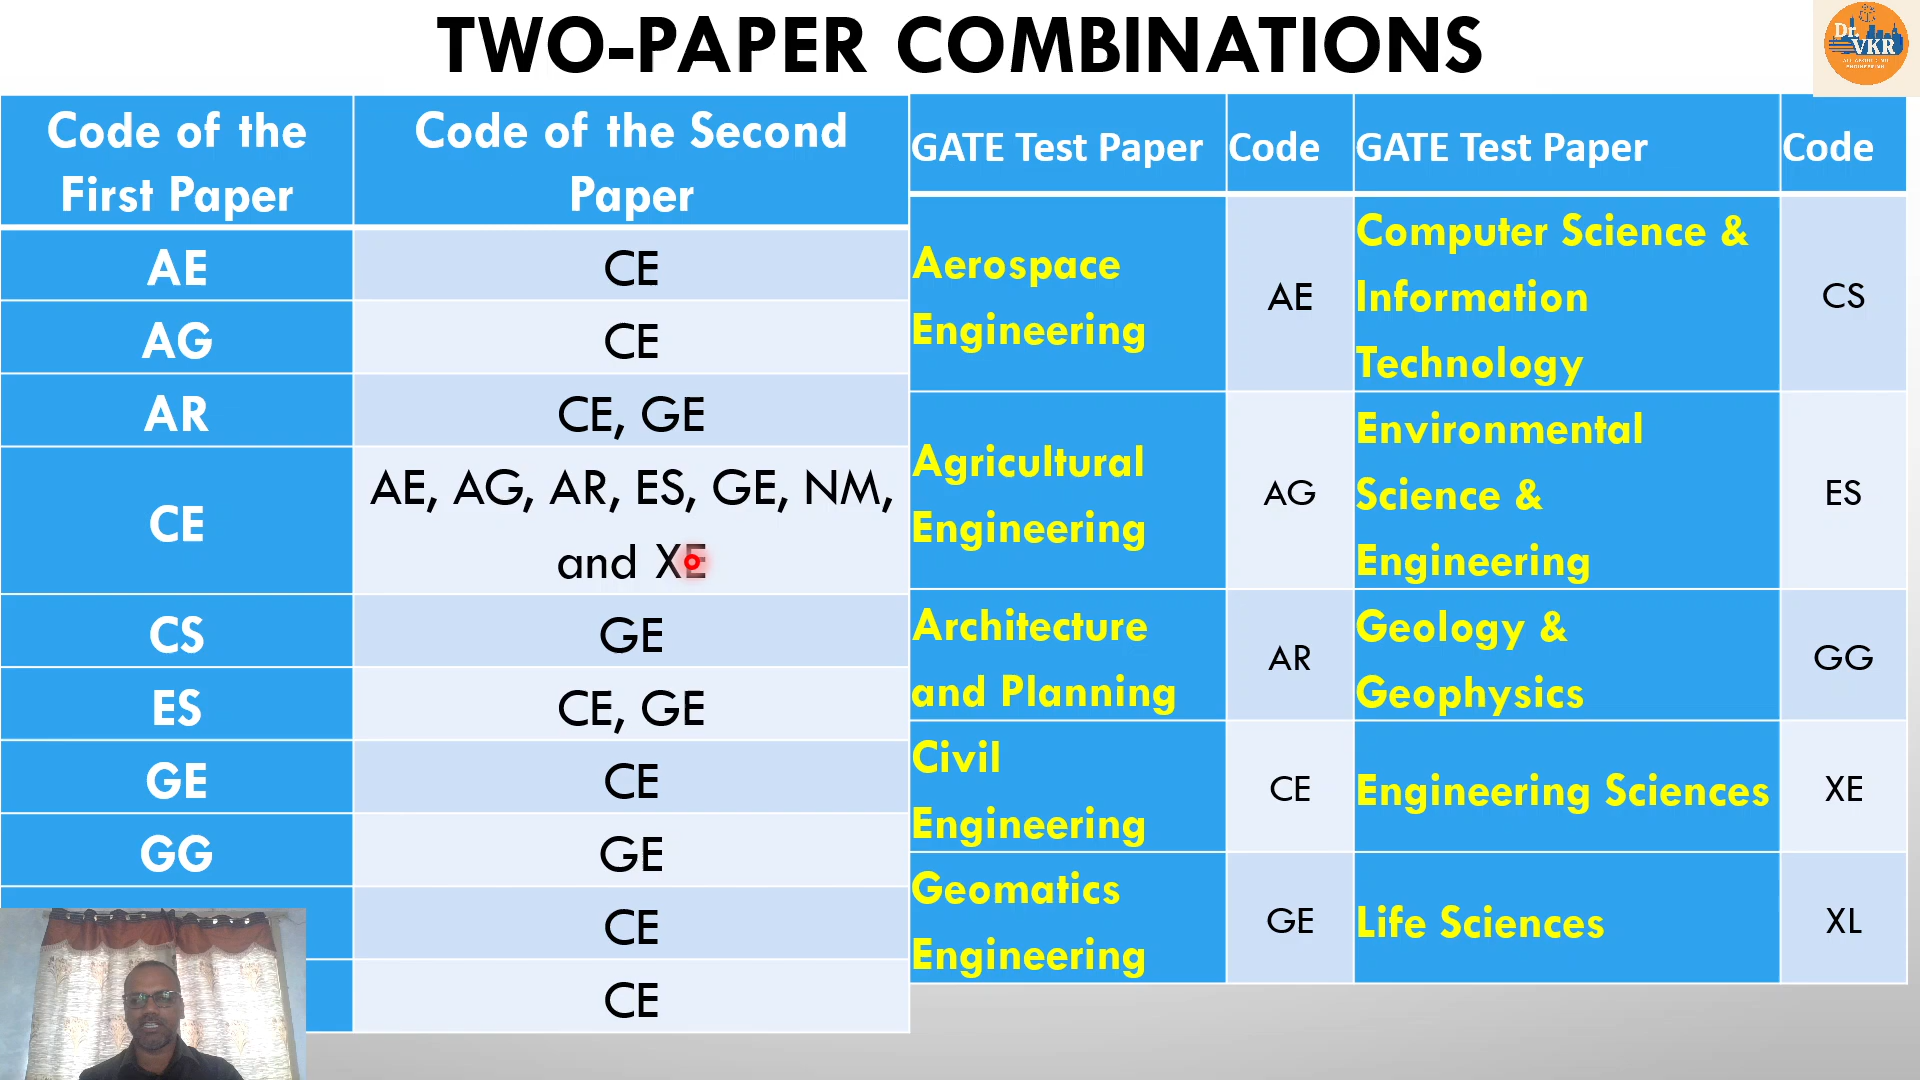 TWO-PAPER COMBINATIONS
Dr.
VKR
Code of the
First Paper
Code of the Second
Paper
AE
CE
AG
CE
AR
CE, GE
CE
AE, AG, AR, ES, GE, NM,
and XE
CS
GE
ES
CE, GE
GE
CE
GG
GE
CE
CE
GATE Test Paper
Code
GATE Test Paper
Code
Aerospace
Engineering
AE
Computer Science &
Information
Technology
CS
Agricultural
Engineering
AG
Environmental
Science &
Engineering
ES
Architecture
and Planning
AR
Geology &
Geophysics
GG
Civil
Engineering
CE
Engineering Sciences
XE
Geomatics
Engineering
GE
Life Sciences
XL